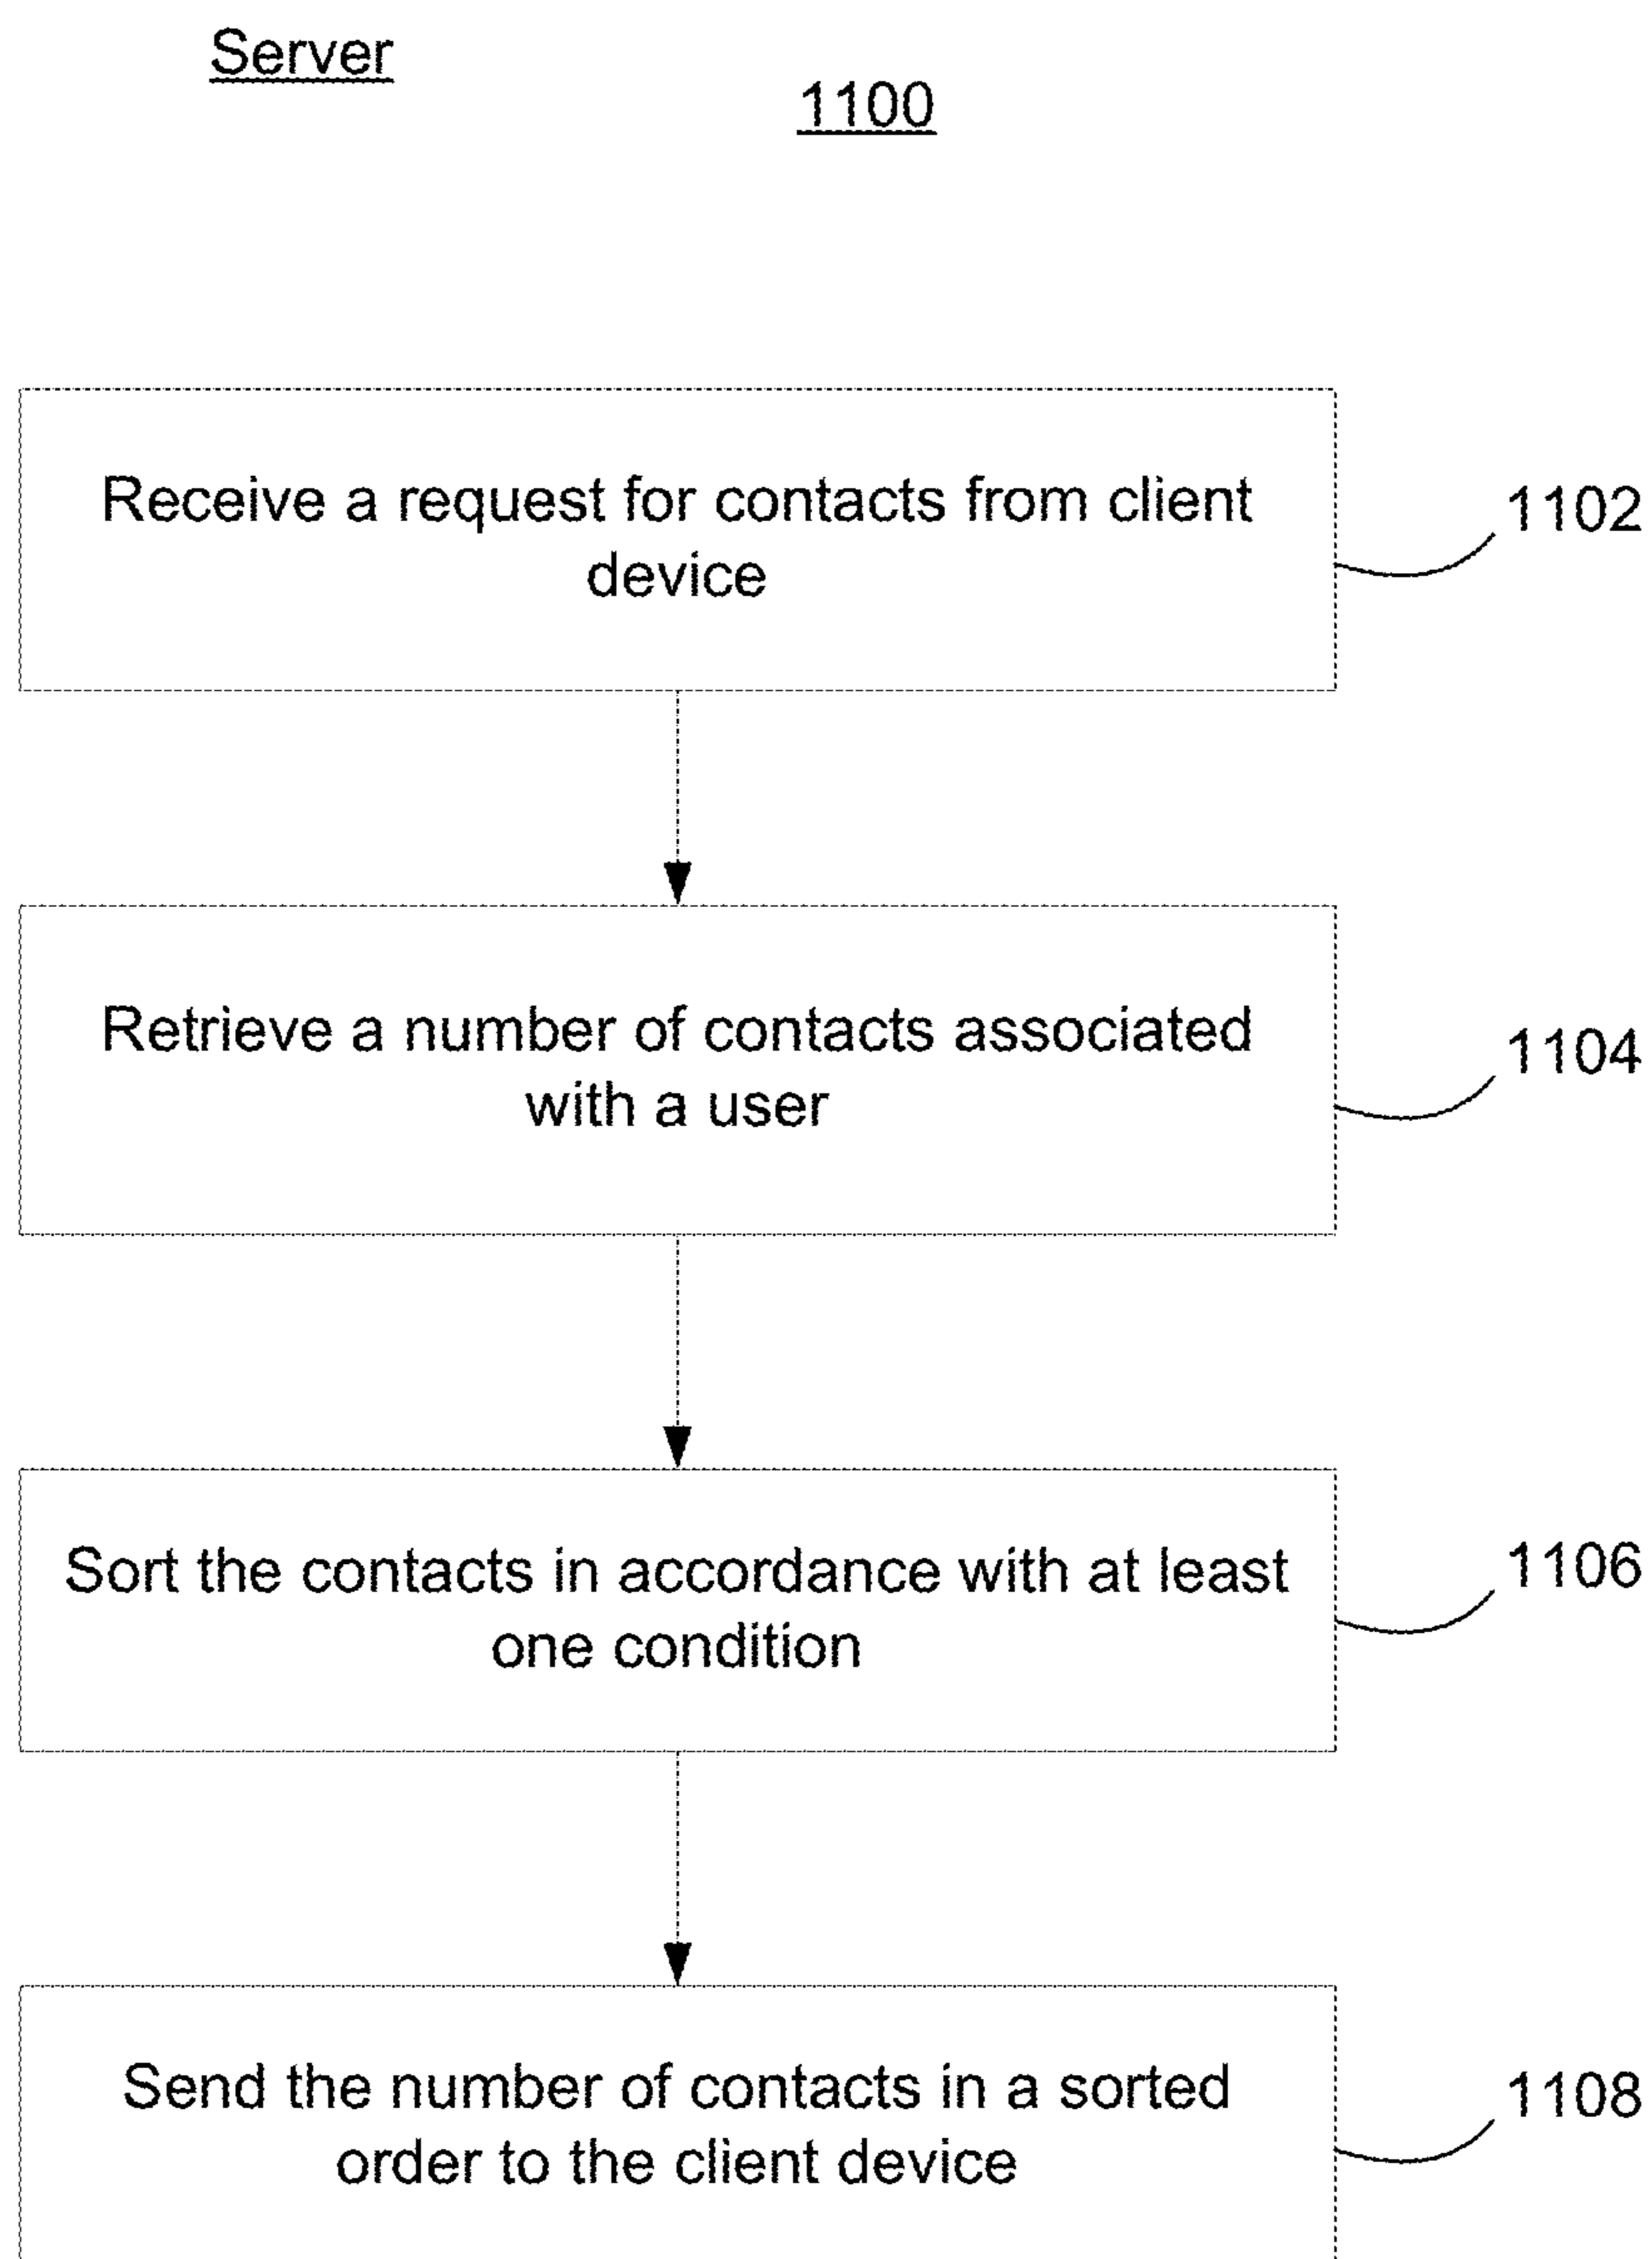 Server
1100
Receive a request for contacts from client
device
1102
Retrieve a number of contacts associated
with a user
1104
Sort the contacts in accordance with at least
one condition
1106
Send the number of contacts in a sorted
order to the client device
1108